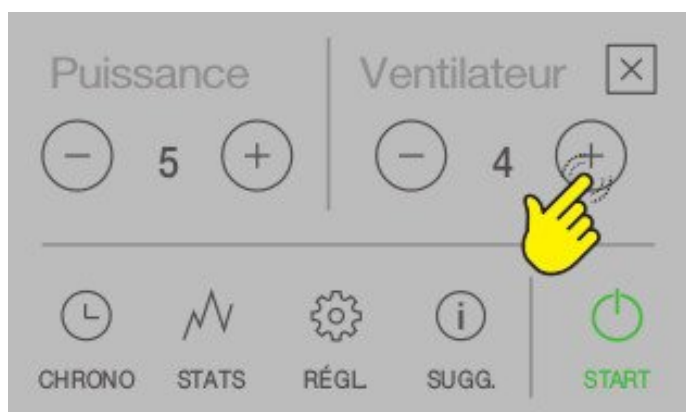 Puissance
Ventilateur
5
4
CHRONO
STATS
RÉGL.
SUGG.
START